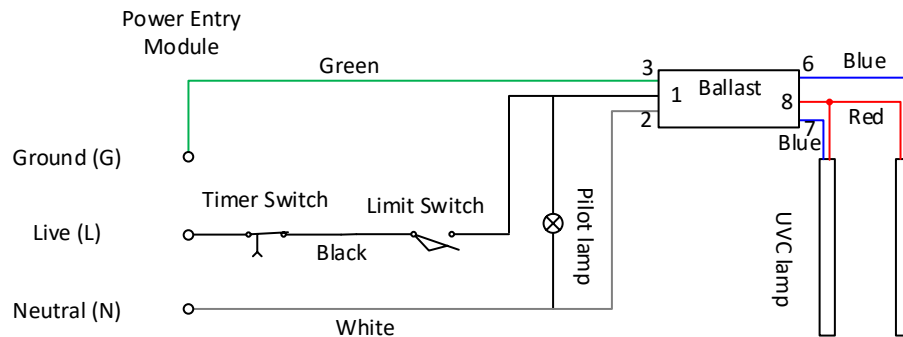 Power Entry
Module
Green
3
6
Blue
1
Ballast
8
2
7
Red
Blue
Ground (G)
Timer Switch
Limit Switch
Pilot lamp
UVC lamp
Live (L)
Black
Neutral (N)
White